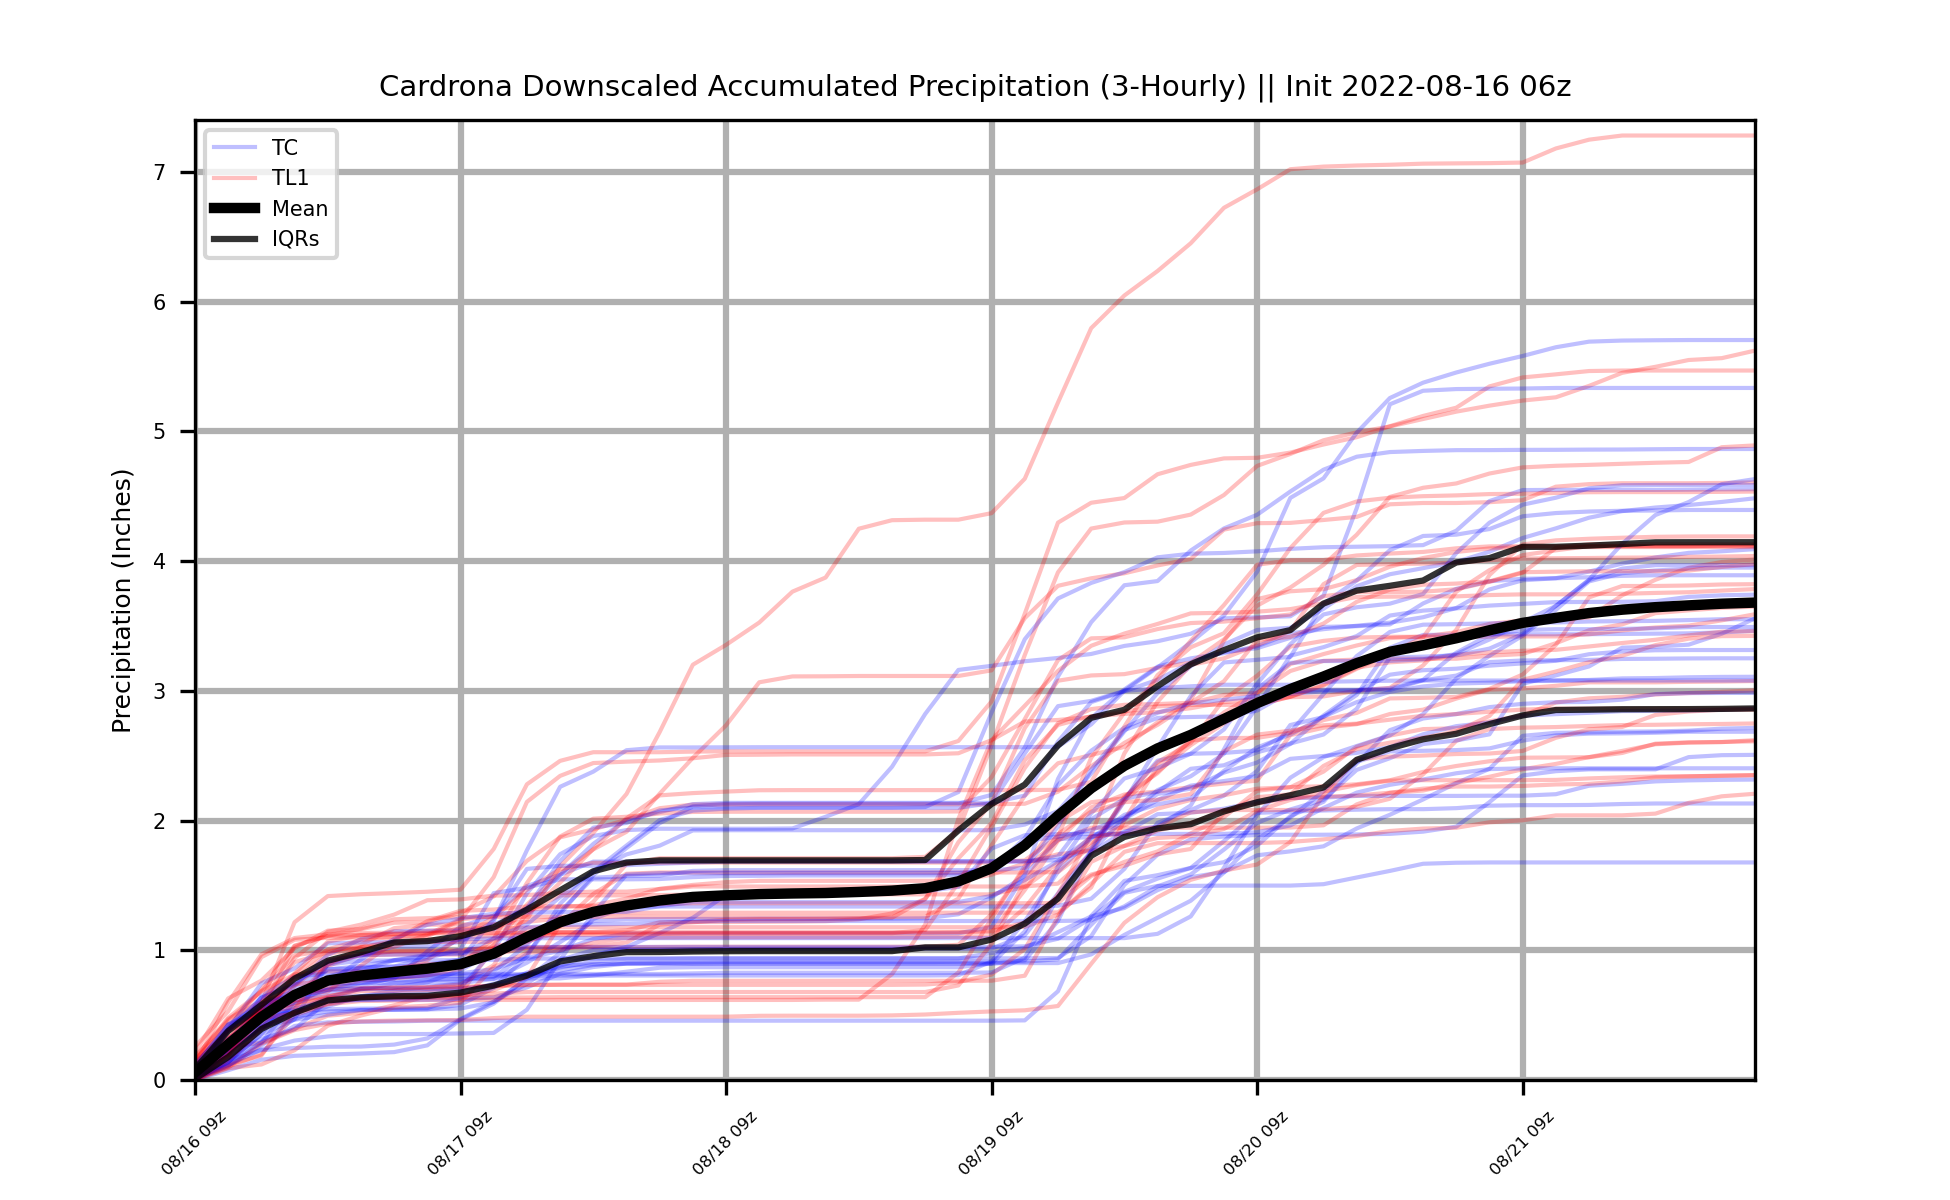 Cardrona Downscaled Accumulated Precipitation (3-Hourly) || Init 2022-08-16 06z
TC
TL1
Mean
IQRs
Precipitation (Inches)
7
6
5
4
3
2
1
0
08/16 09z
08/17 09z
08/18 09z
08/19 09z
08/20 09z
08/21 09z